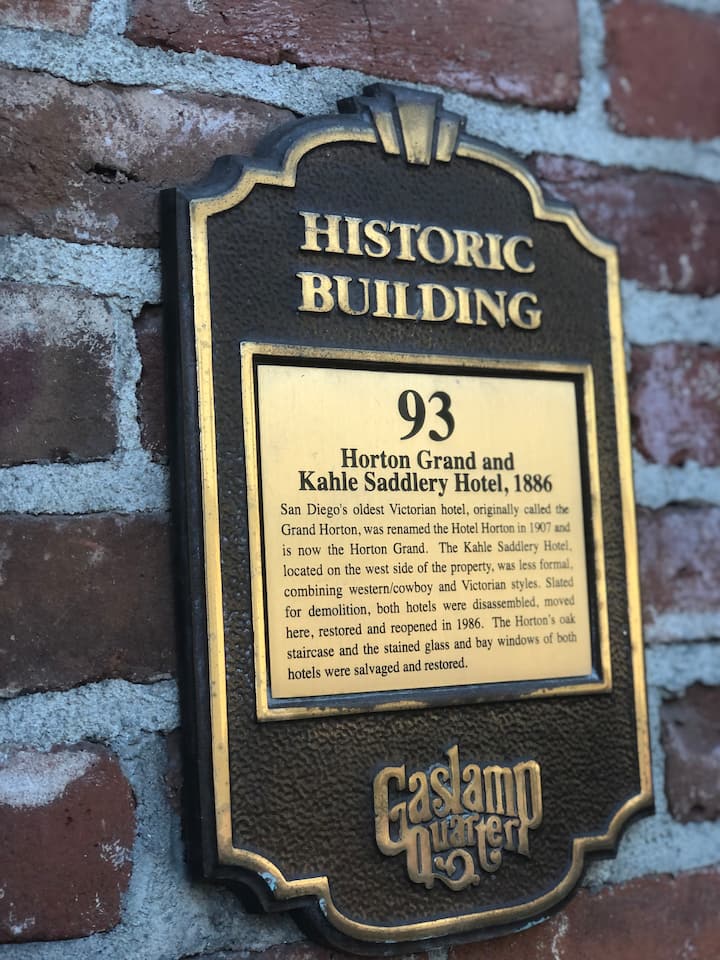 HISTORIC
BUILDING
93
Horton Grand and
Kahle Saddlery Hotel, 1886
San Diego's oldest Victorian hotel, originally called the
Grand Horton, was renamed the Hotel Horton in 1907 and
is now the Horton Grand. The Kahle Saddlery Hotel,
located on the west side of the property, was less formal,
combining western/cowboy and Victorian styles. Slated
for demolition, both hotels were disassembled, moved
here, restored and reopened in 1986. The Horton's oak
staircase and the stained glass and bay windows of both
hotels were salvaged and restored.
Gaslamp
Quarter